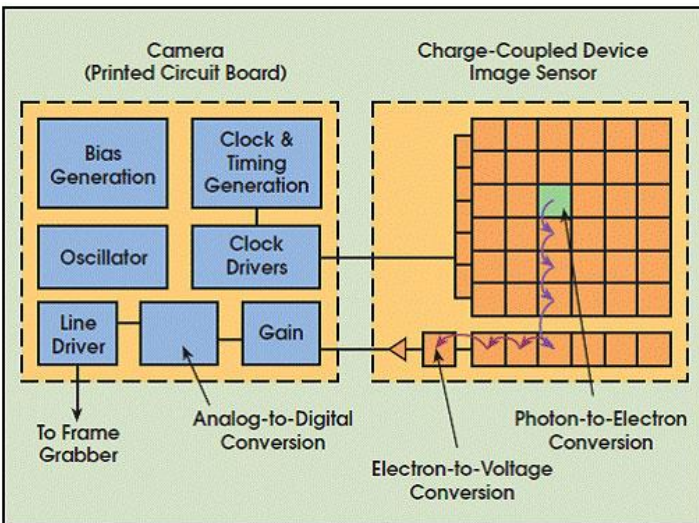 Camera
(Printed Circuit Board)
Charge-Coupled Device
Image Sensor
Bias
Generation
Clock &
Timing
Generation
Oscillator
Clock
Drivers
Line
Driver
Gain
To Frame
Grabber
Analog-to-Digital
Conversion
Electron-to-Voltage
Conversion
Photon-to-Electron
Conversion